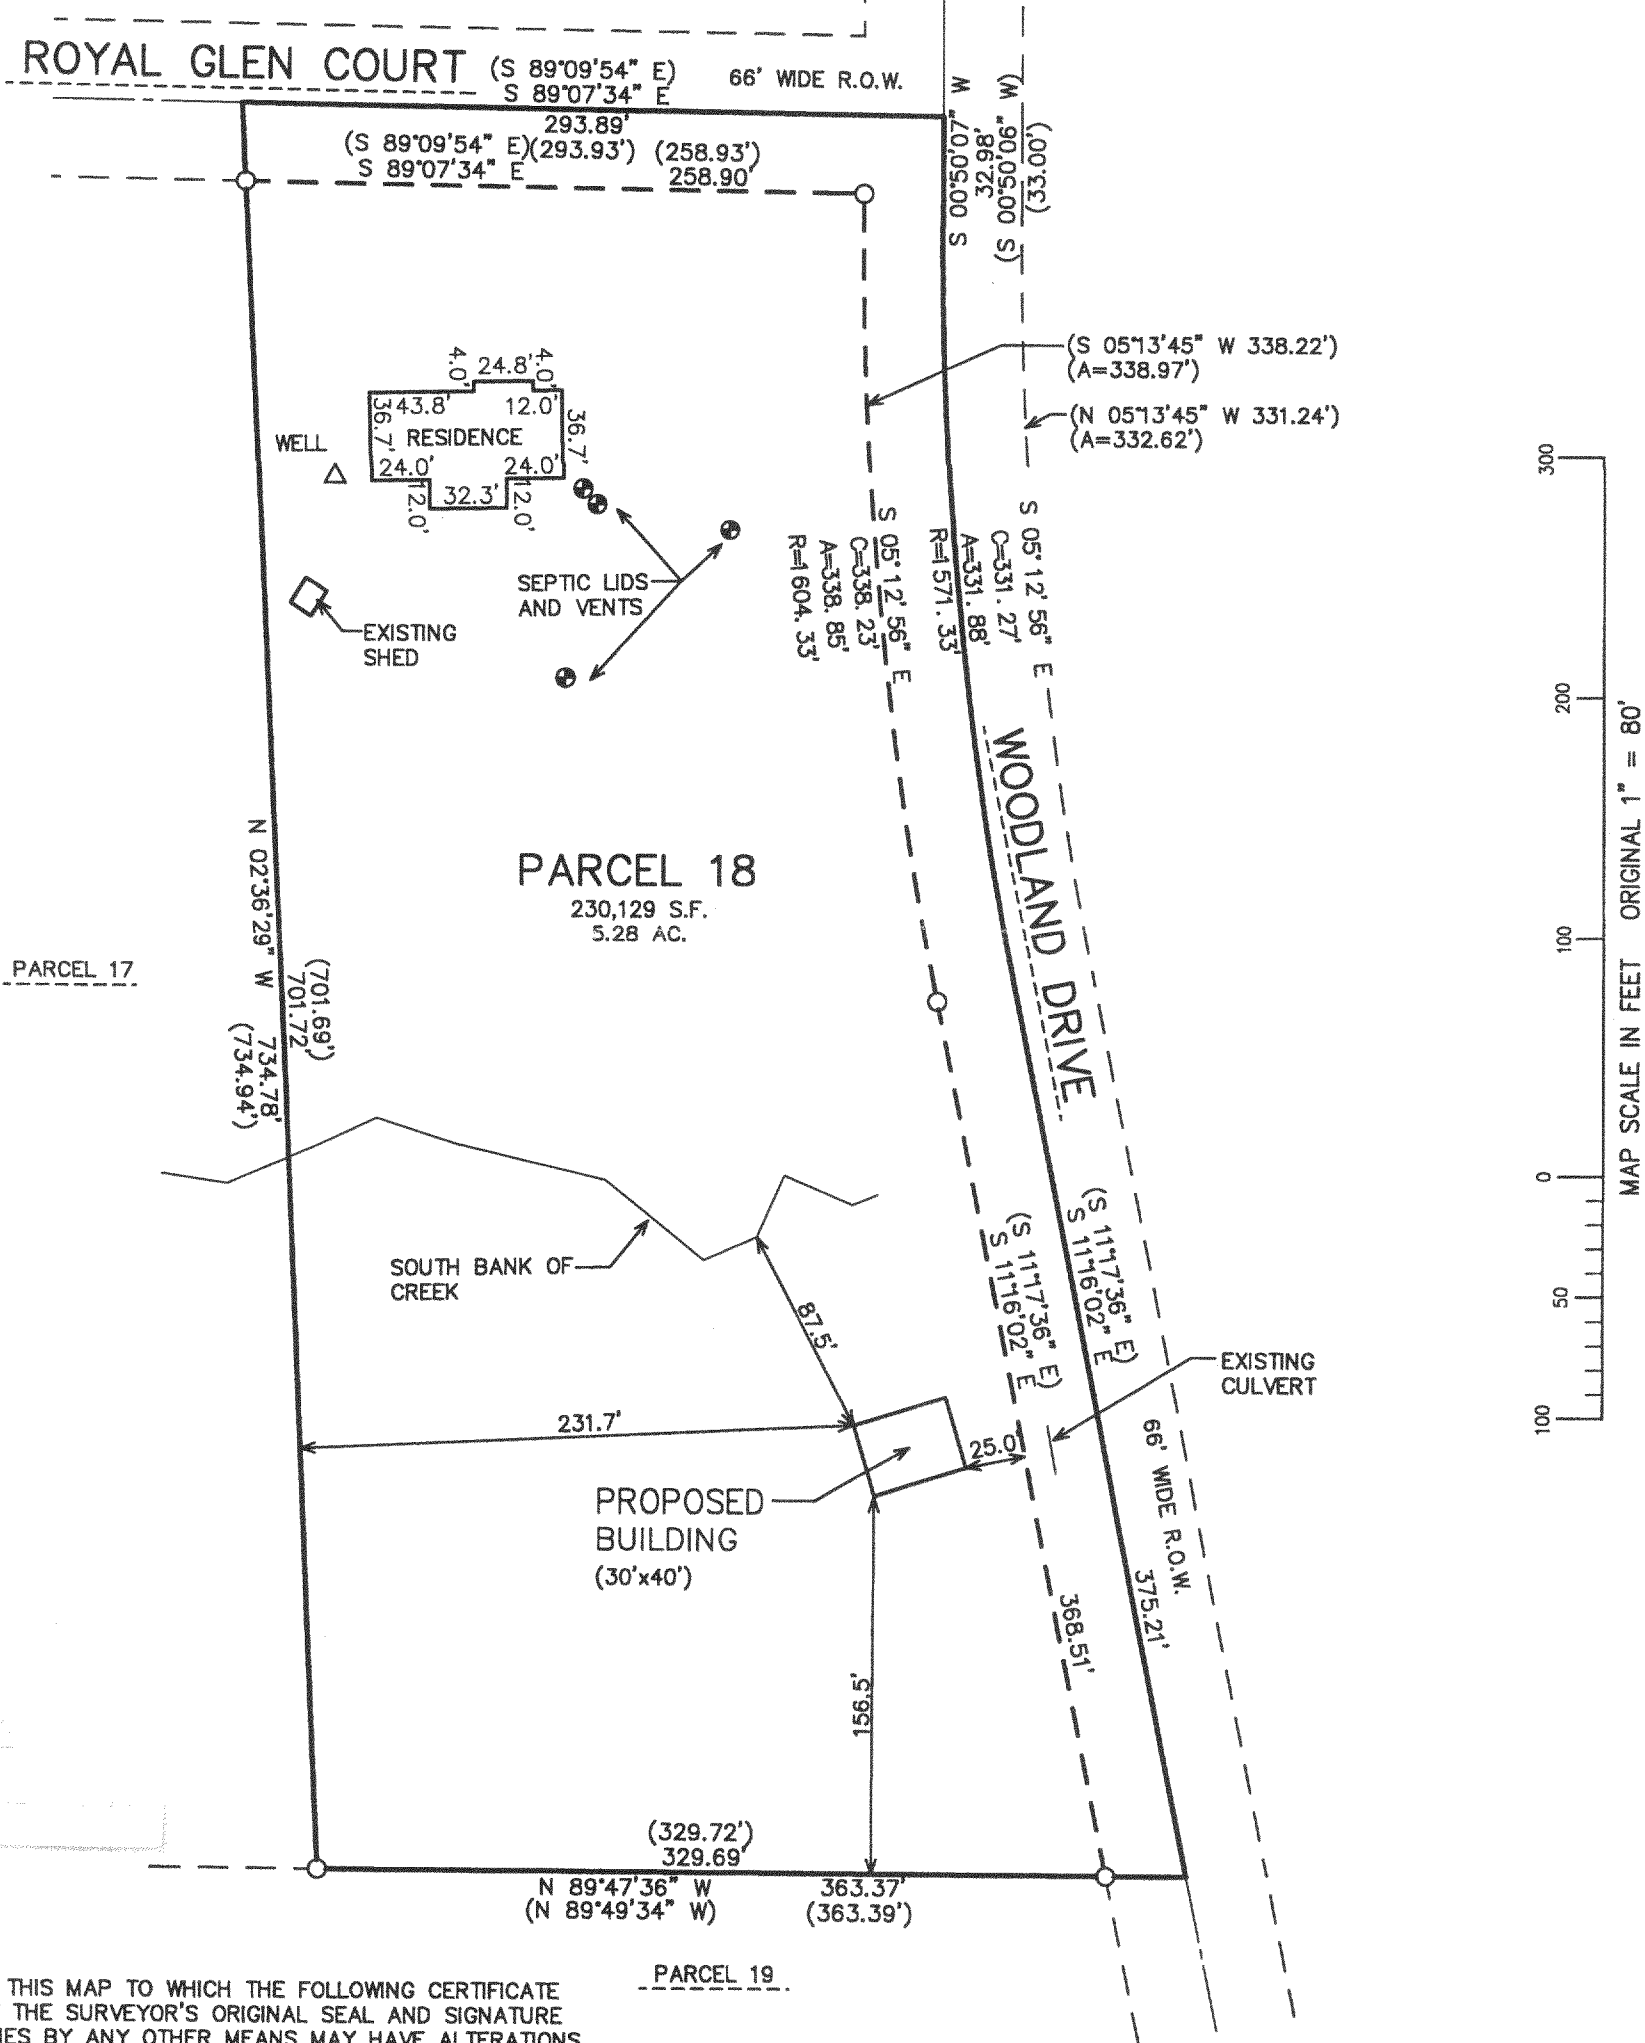 ROYAL GLEN COURT
(S 89°09'54" E)
S 89°07'34" E
66' WIDE R.O.W.
293.89'
(S 89°09'54" E)(293.93') (258.93')
S 89°07'34" E
258.90'
S 00°50'07" W
32.98'
(S 00°50'06" W)
(33.00')
(S 05°13'45" W 338.22')
(A=338.97')
(N 05°13'45" W 331.24')
(A=332.62')
4.0'
24.8'
4.0'
43.8'
12.0'
36.7'
36.7'
RESIDENCE
WELL
24.0'
24.0'
12.0'
32.3'
12.0'
SEPTIC LIDS
AND VENTS
EXISTING
SHED
S 05°12'56" E
C=338.23'
A=338.85'
R=1604.33'
S 05°12'56" E
C=331.27'
A=331.88'
R=1571.33'
WOODLAND DRIVE
PARCEL 18
230,129 S.F.
5.28 AC.
PARCEL 17
N 02°36'29" W
(701.69')
701.72'
734.78'
(734.94')
SOUTH BANK OF
CREEK
87.5'
(S 11°17'36" E)
S 11°16'02" E
(S 11°17'36" E)
S 11°16'02" E
EXISTING
CULVERT
231.7'
25.0'
PROPOSED
BUILDING
(30'x40')
66' WIDE R.O.W.
375.21'
368.51'
156.5'
(329.72')
329.69'
N 89°47'36" W
363.37'
(N 89°49'34" W)
(363.39')
PARCEL 19
300
200
100
0
50
100
MAP SCALE IN FEET ORIGINAL 1" = 80'
THIS MAP TO WHICH THE FOLLOWING CERTIFICATE
THE SURVEYOR'S ORIGINAL SEAL AND SIGNATURE
IES BY ANY OTHER MEANS MAY HAVE ALTERATIONS